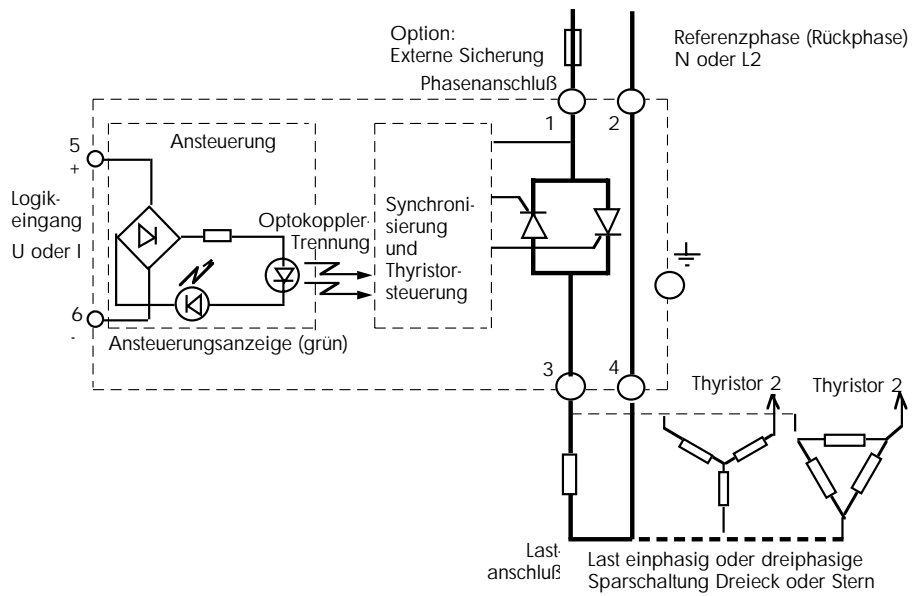 Option:
Externe Sicherung
Phasenanschluß
Referenzphase (Rückphase)
N oder L2
1
2
5
+
Ansteuerung
Logik-
eingang
U oder I
Optokoppler-
Trennung
Synchroni-
sierung
und
Thyristor-
steuerung
6
-
Ansteuerungsanzeige (grün)
3
4
Thyristor 2
Thyristor 2
Last-
anschluß
Last einphasig oder dreiphasige
Sparschaltung Dreieck oder Stern